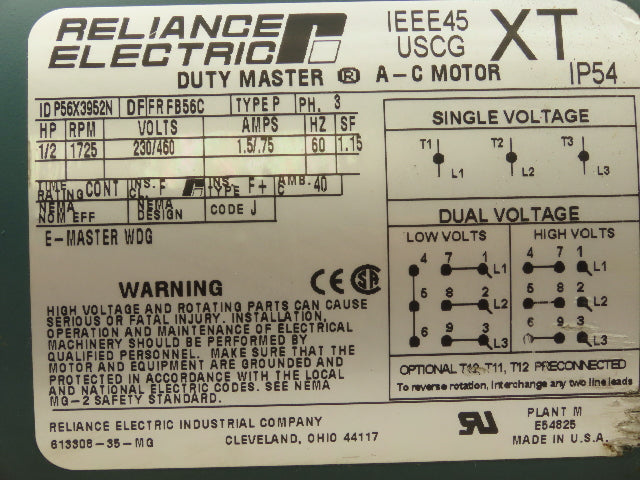 RELIANCE
ELECTRIC
DUTY MASTER ® A-C MOTOR
IEEE45
USCG
XT
IP54
ID P56X3952N DF FR FB56C TYPE P PH. 3
HP RPM VOLTS AMPS HZ SF
1/2 1725 230/460 1.5/.75 60 1.15
TIME RATING CONT INS. CL. F INS. TYPE F+ AMB. °C 40
NEMA NOM EFF NEMA DESIGN CODE J
E-MASTER WDG
WARNING
CE SA
HIGH VOLTAGE AND ROTATING PARTS CAN CAUSE
SERIOUS OR FATAL INJURY. INSTALLATION,
OPERATION AND MAINTENANCE OF ELECTRICAL
MACHINERY SHOULD BE PERFORMED BY
QUALIFIED PERSONNEL. MAKE SURE THAT THE
MOTOR AND EQUIPMENT ARE GROUNDED AND
PROTECTED IN ACCORDANCE WITH THE LOCAL
AND NATIONAL ELECTRIC CODES. SEE NEMA
MG-2 SAFETY STANDARD.
RELIANCE ELECTRIC INDUSTRIAL COMPANY
613308-35-MG CLEVELAND, OHIO 44117
SINGLE VOLTAGE
T1 T2 T3
L1 L2 L3
DUAL VOLTAGE
LOW VOLTS HIGH VOLTS
4 7 1 4 7 1
L1 L1
5 8 2 5 8 2
L2 L2
6 9 3 6 9 3
L3 L3
OPTIONAL T10, T11, T12 PRECONNECTED
To reverse rotation, interchange any two line leads
PLANT M
E54825
MADE IN U.S.A.